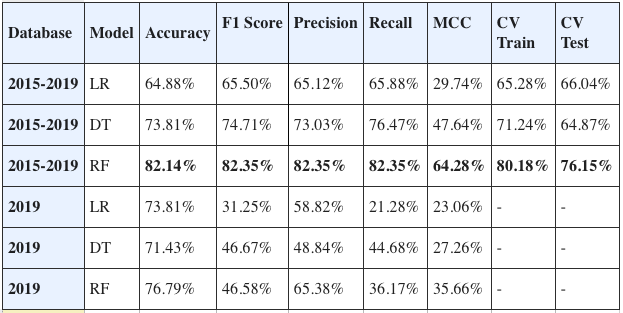 Database Model Accuracy F1 Score Precision Recall MCC CV Train CV Test
2015-2019 LR 64.88% 65.50% 65.12% 65.88% 29.74% 65.28% 66.04%
2015-2019 DT 73.81% 74.71% 73.03% 76.47% 47.64% 71.24% 64.87%
2015-2019 RF 82.14% 82.35% 82.35% 82.35% 64.28% 80.18% 76.15%
2019 LR 73.81% 31.25% 58.82% 21.28% 23.06% - -
2019 DT 71.43% 46.67% 48.84% 44.68% 27.26% - -
2019 RF 76.79% 46.58% 65.38% 36.17% 35.66% - -